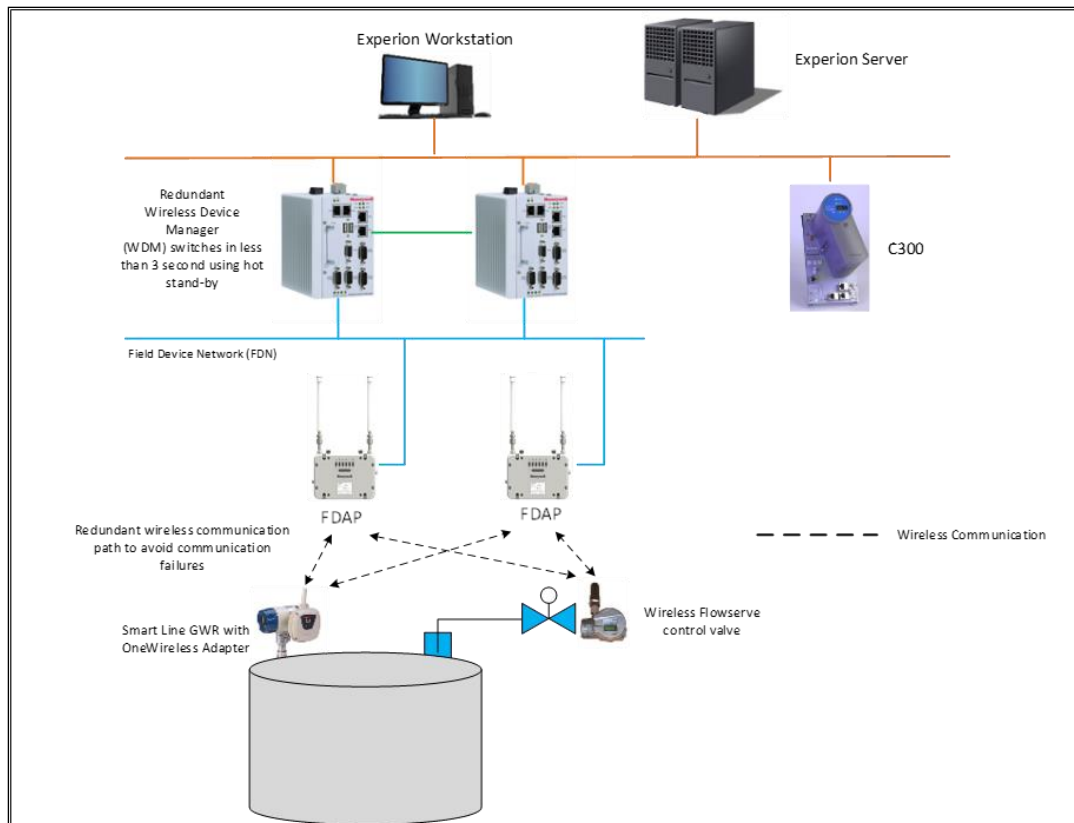 Experion Workstation
Experion Server
Redundant
Wireless Device
Manager
(WDM) switches in less
than 3 second using hot
stand-by
C300
Field Device Network (FDN)
FDAP
FDAP
Redundant wireless communication
path to avoid communication
failures
Wireless Communication
Smart Line GWR with
OneWireless Adapter
Wireless Flowserve
control valve